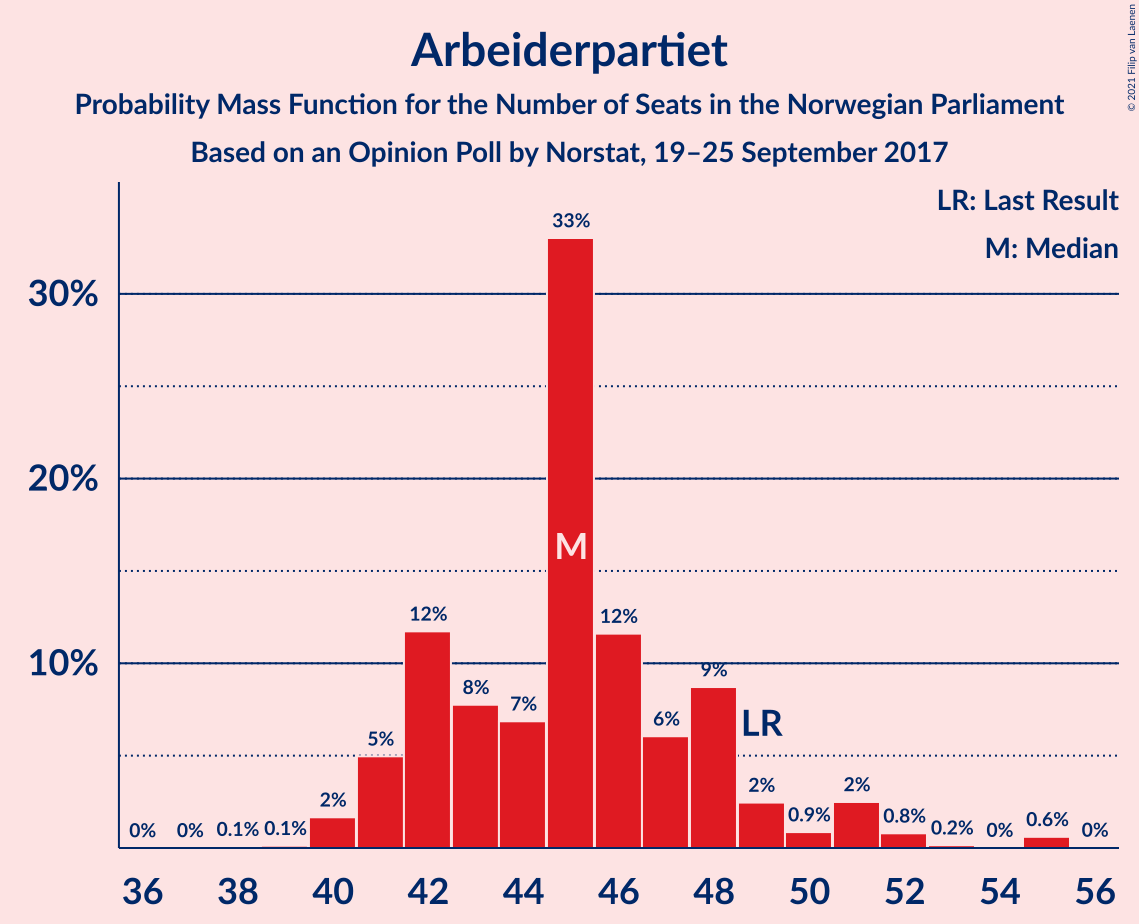 Arbeiderpartiet
Probability Mass Function for the Number of Seats in the Norwegian Parliament
Based on an Opinion Poll by Norstat, 19–25 September 2017
© 2021 Filip van Laenen
LR: Last Result
M: Median
30%
20%
10%
0% 0% 0.1% 0.1% 2% 5% 12% 8% 7% 33% 12% 6% 9% 2% 0.9% 2% 0.8% 0.2% 0% 0.6% 0%
M
LR
36 38 40 42 44 46 48 50 52 54 56